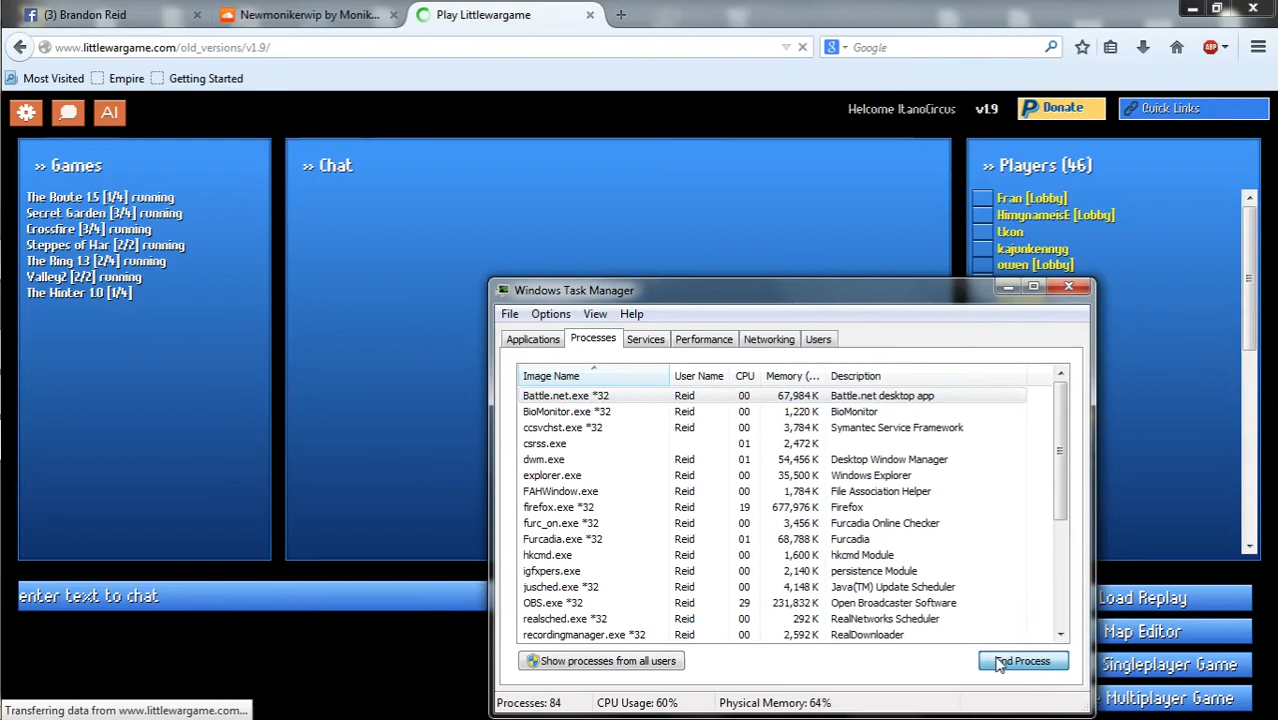 (3) Brandon Reid
Newmonikerwip by Monik...
Play Littlewargame
www.littlewargame.com/old_versions/v1.9/
Google
ABP
Most Visited
Empire
Getting Started
AI
Welcome ItanoCircus
v1.9
Donate
Quick Links
>> Games
>> Chat
>> Players (46)
The Route 1.5 [1/4] running
Secret Garden [3/4] running
Crossfire [3/4] running
Steppes of War [2/2] running
The Ring 1.3 [2/4] running
Valley2 [2/2] running
The Winter 1.0 [1/4]
Fran [Lobby]
HimynameisE [Lobby]
Ekon
kajunkennyg
owen [Lobby]
Windows Task Manager
File Options View Help
Applications Processes Services Performance Networking Users
Image Name User Name CPU Memory (... Description
Battle.net.exe *32 Reid 00 67,984 K Battle.net desktop app
BioMonitor.exe *32 Reid 00 1,220 K BioMonitor
ccsvchst.exe *32 Reid 00 3,784 K Symantec Service Framework
csrss.exe 01 2,472 K
dwm.exe Reid 01 54,456 K Desktop Window Manager
explorer.exe Reid 00 35,500 K Windows Explorer
FAHWindow.exe Reid 00 1,784 K File Association Helper
firefox.exe *32 Reid 19 677,976 K Firefox
furc_on.exe *32 Reid 00 3,456 K Furcadia Online Checker
Furcadia.exe *32 Reid 01 68,788 K Furcadia
hkcmd.exe Reid 00 1,600 K hkcmd Module
igfxpers.exe Reid 00 2,140 K persistence Module
jusched.exe *32 Reid 00 4,148 K Java(TM) Update Scheduler
OBS.exe *32 Reid 29 231,832 K Open Broadcaster Software
realsched.exe *32 Reid 00 292 K RealNetworks Scheduler
recordingmanager.exe *32 Reid 00 2,592 K RealDownloader
Show processes from all users
End Process
Processes: 84 CPU Usage: 60% Physical Memory: 64%
enter text to chat
Load Replay
Map Editor
Singleplayer Game
Multiplayer Game
Transferring data from www.littlewargame.com...